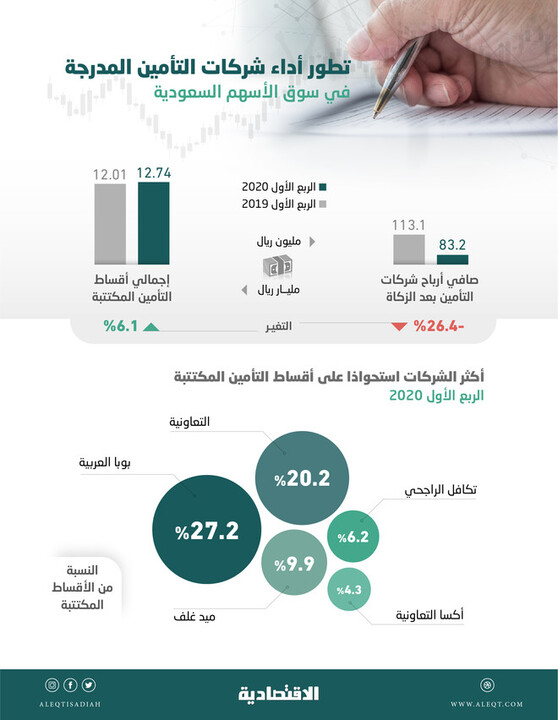 تطور أداء شركات التأمين المدرجة
في سوق الأسهم السعودية
الربع الأول 2020
الربع الأول 2019
مليون ريال
مليـار ريال
113.1
83.2
صافي أرباح شركات
التأمين بعد الزكاة
12.01
12.74
إجمالي أقساط
التأمين المكتتبة
%26.4-
التغير
%6.1
أكثر الشركات استحواذا على أقساط التأمين المكتتبة
الربع الأول 2020
التعاونية
%20.2
بوبا العربية
%27.2
تكافل الراجحي
%6.2
ميد غلف
%9.9
أكسا التعاونية
%4.3
النسبة
من الأقساط
المكتتبة
ALEQTISADIAH
الاقتصادية
WWW.ALEQT.COM